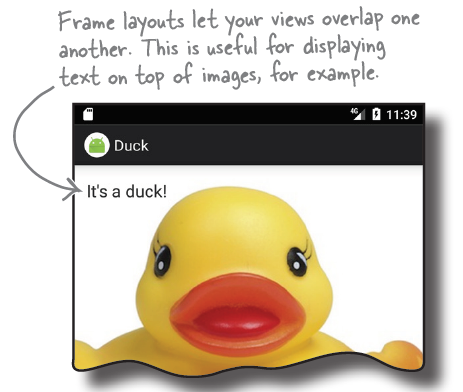 Frame layouts let your views overlap one
another. This is useful for displaying
text on top of images, for example.
4G 11:39
Duck
It's a duck!